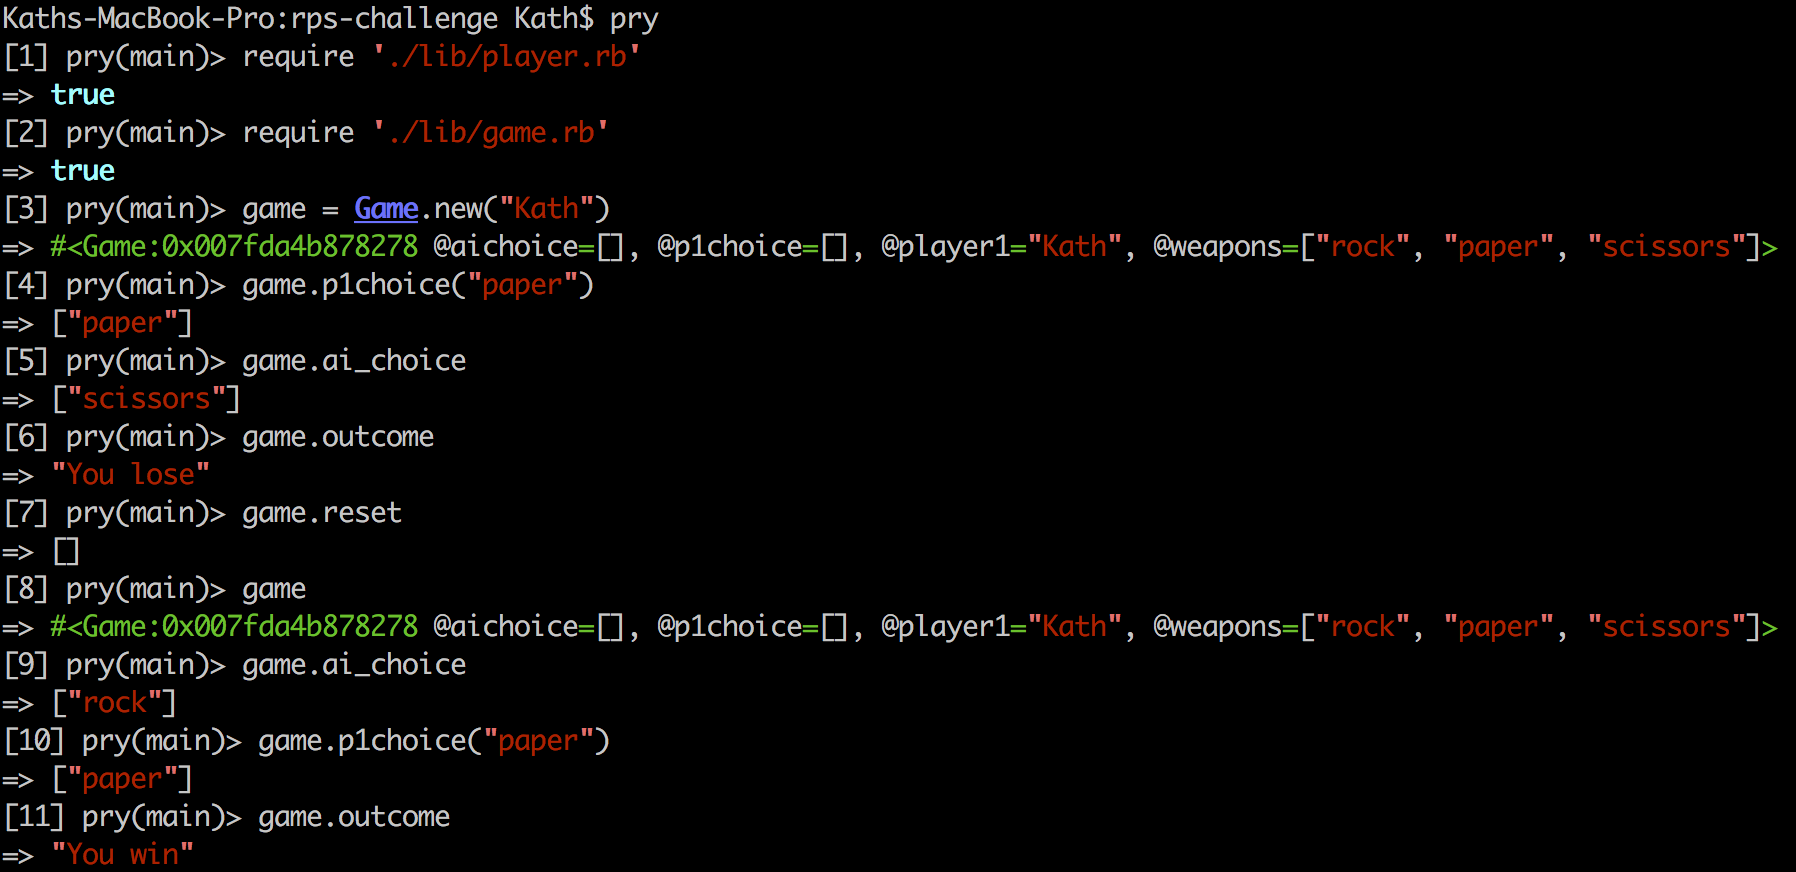 Kaths-MacBook-Pro:rps-challenge Kath$ pry
[1] pry(main)> require './lib/player.rb'
=> true
[2] pry(main)> require './lib/game.rb'
=> true
[3] pry(main)> game = Game.new("Kath")
=> #<Game:0x007fda4b878278 @aichoice=[], @p1choice=[], @player1="Kath", @weapons=["rock", "paper", "scissors"]>
[4] pry(main)> game.p1choice("paper")
=> ["paper"]
[5] pry(main)> game.ai_choice
=> ["scissors"]
[6] pry(main)> game.outcome
=> "You lose"
[7] pry(main)> game.reset
=> []
[8] pry(main)> game
=> #<Game:0x007fda4b878278 @aichoice=[], @p1choice=[], @player1="Kath", @weapons=["rock", "paper", "scissors"]>
[9] pry(main)> game.ai_choice
=> ["rock"]
[10] pry(main)> game.p1choice("paper")
=> ["paper"]
[11] pry(main)> game.outcome
=> "You win"